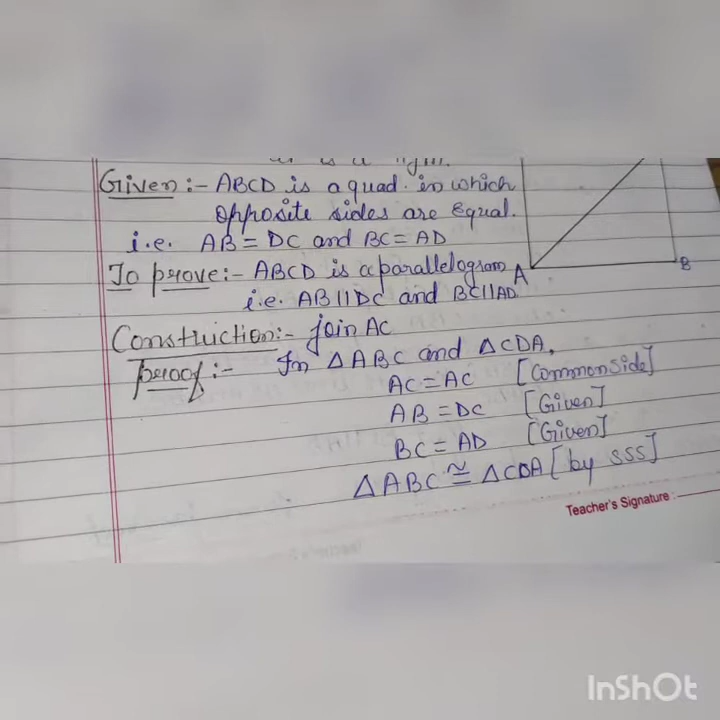 Given :- ABCD is a quad. in which
opposite sides are Equal.
i.e. AB = DC and BC = AD
To prove:- ABCD is a parallelogram
i.e. AB || DC and BC || AD
A
B
Construction:- Join AC
Proof :- In △ABC and △CDA,
AC = AC [Common side]
AB = DC [Given]
BC = AD [Given]
△ABC ≅ △CDA [by SSS]
Teacher's Signature :
InShOt